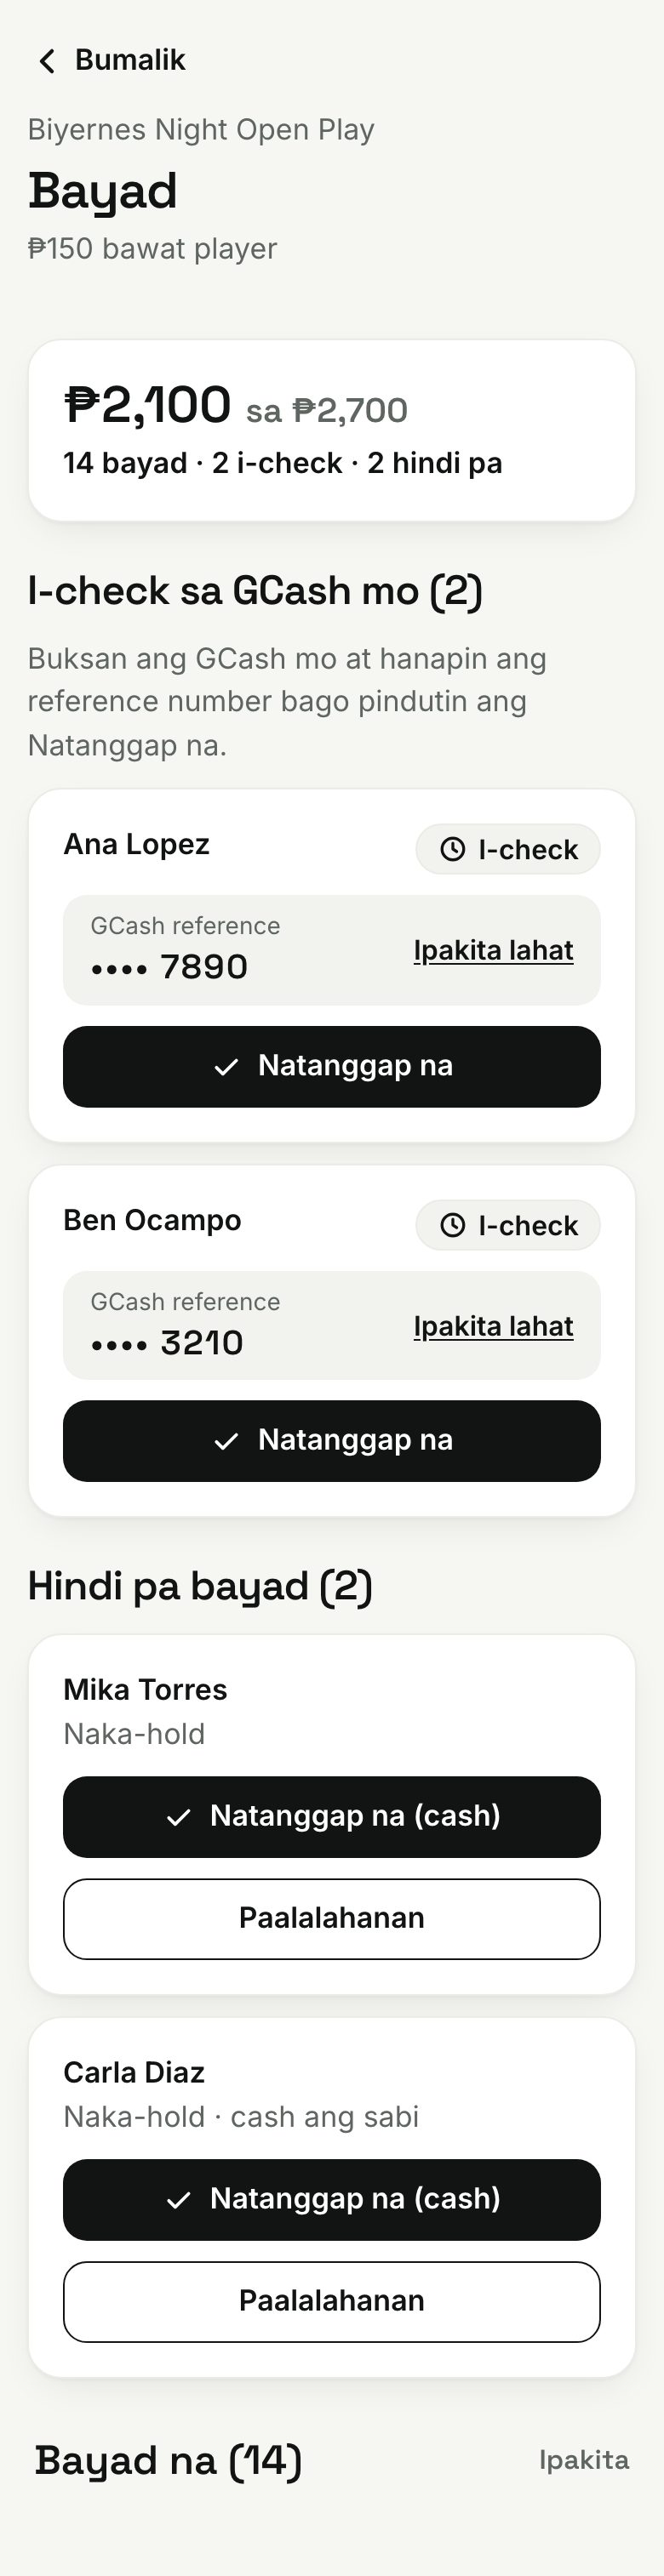 Bumalik
Biyernes Night Open Play
Bayad
₱150 bawat player
₱2,100 sa ₱2,700
14 bayad · 2 i-check · 2 hindi pa
I-check sa GCash mo (2)
Buksan ang GCash mo at hanapin ang
reference number bago pindutin ang
Natanggap na.
Ana Lopez
I-check
GCash reference
•••• 7890
Ipakita lahat
Natanggap na
Ben Ocampo
I-check
GCash reference
•••• 3210
Ipakita lahat
Natanggap na
Hindi pa bayad (2)
Mika Torres
Naka-hold
Natanggap na (cash)
Paalalahanan
Carla Diaz
Naka-hold · cash ang sabi
Natanggap na (cash)
Paalalahanan
Bayad na (14)
Ipakita